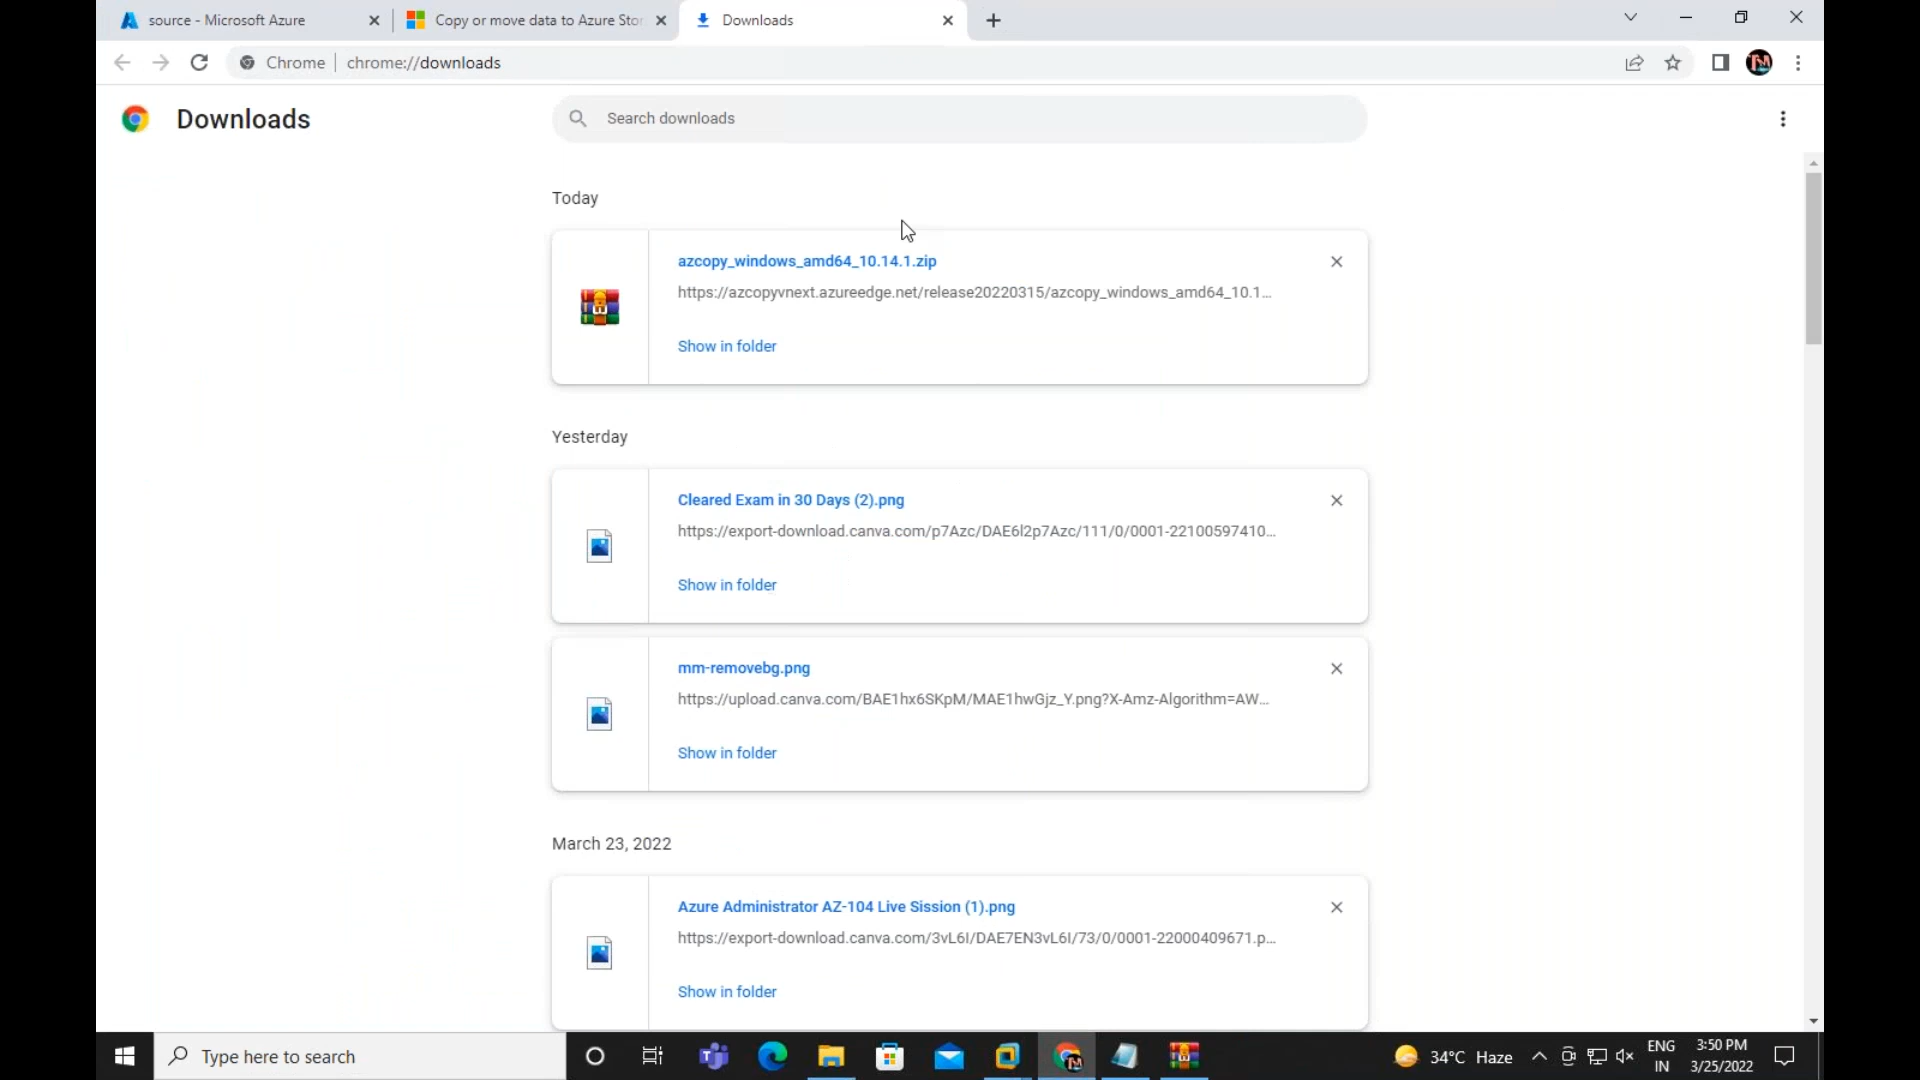 source - Microsoft Azure
Copy or move data to Azure Stor
Downloads
Chrome
chrome://downloads
Downloads
Search downloads
Today
azcopy_windows_amd64_10.14.1.zip
https://azcopyvnext.azureedge.net/release20220315/azcopy_windows_amd64_10.1...
Show in folder
Yesterday
Cleared Exam in 30 Days (2).png
https://export-download.canva.com/p7Azc/DAE6l2p7Azc/111/0/0001-22100597410...
Show in folder
mm-removebg.png
https://upload.canva.com/BAE1hx6SKpM/MAE1hwGjz_Y.png?X-Amz-Algorithm=AW...
Show in folder
March 23, 2022
Azure Administrator AZ-104 Live Sission (1).png
https://export-download.canva.com/3vL6I/DAE7EN3vL6I/73/0/0001-22000409671.p...
Show in folder
Type here to search
34°C Haze
ENG
IN
3:50 PM
3/25/2022